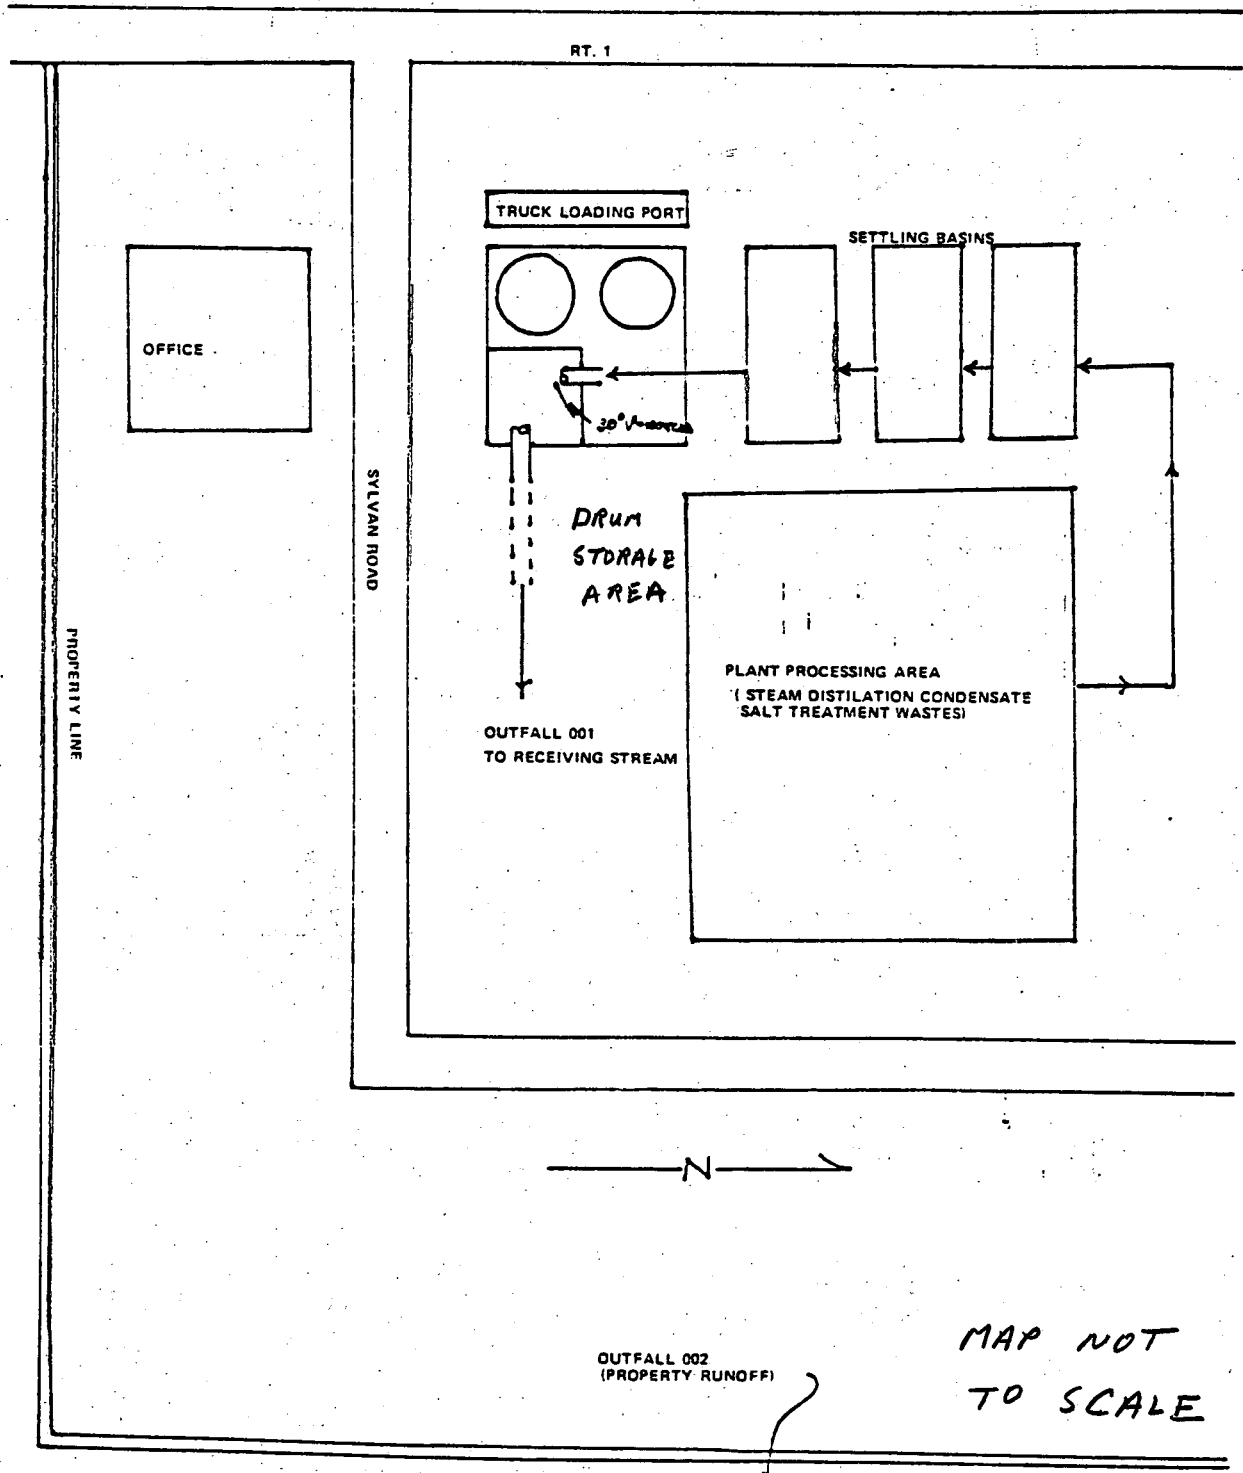 RT. 1
TRUCK LOADING PORT
SETTLING BASINS
OFFICE
30° V-
SYLVAN ROAD
DRUM
STORAGE
AREA
PROPERTY LINE
PLANT PROCESSING AREA
( STEAM DISTILATION CONDENSATE
SALT TREATMENT WASTES)
OUTFALL 001
TO RECEIVING STREAM
N
MAP NOT
TO SCALE
OUTFALL 002
(PROPERTY RUNOFF)